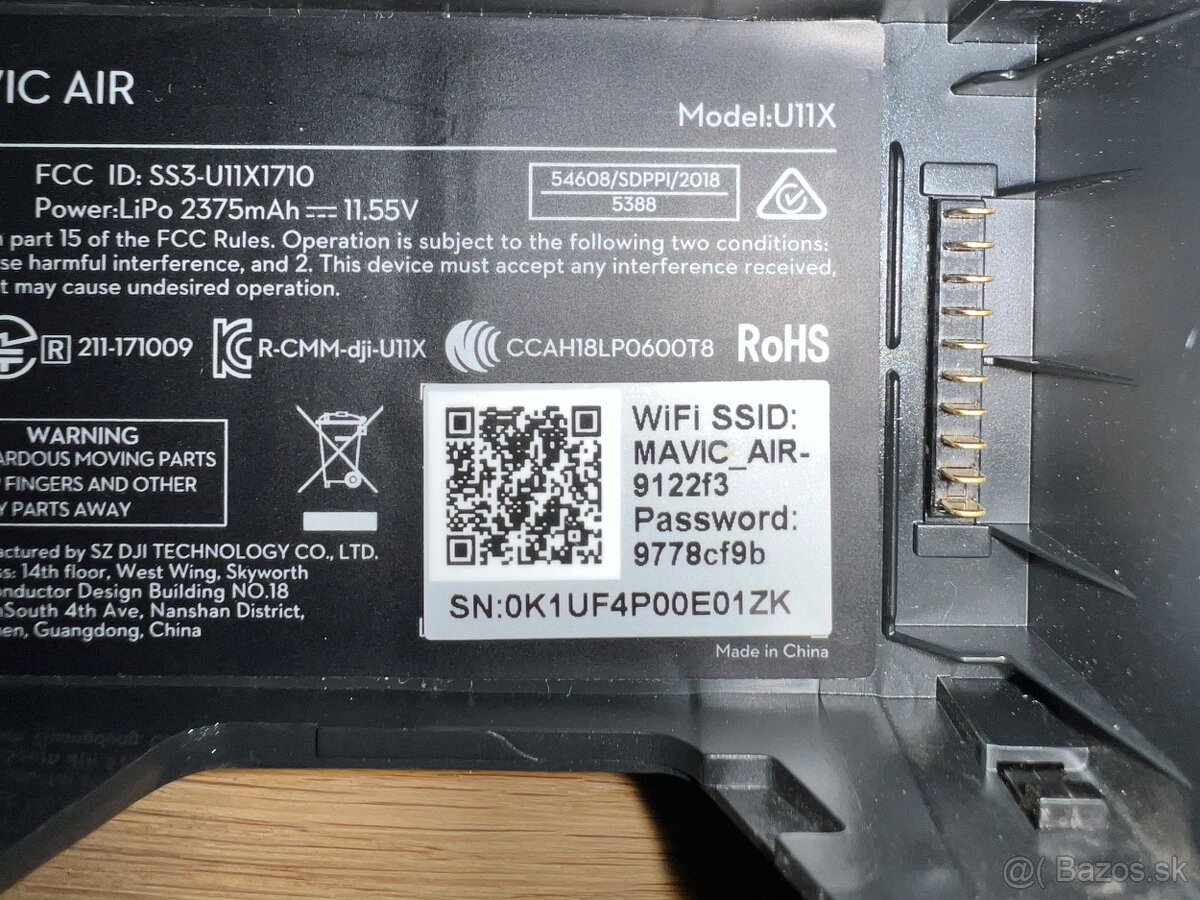 VIC AIR
Model:U11X
FCC ID: SS3-U11X1710
54608/SDPPI/2018
5388
Power:LiPo 2375mAh 11.55V
part 15 of the FCC Rules. Operation is subject to the following two conditions:
se harmful interference, and 2. This device must accept any interference received,
t may cause undesired operation.
R 211-171009
R-CMM-dji-U11X
CCAH18LP0600T8
RoHS
WARNING
ARDOUS MOVING PARTS
FINGERS AND OTHER
Y PARTS AWAY
WiFi SSID:
MAVIC_AIR-
9122f3
Password:
9778cf9b
SN:0K1UF4P00E01ZK
actured by SZ DJI TECHNOLOGY CO., LTD.
ss: 14th floor, West Wing, Skyworth
onductor Design Building NO.18
South 4th Ave, Nanshan District,
en, Guangdong, China
Made in China
@( Bazos.sk